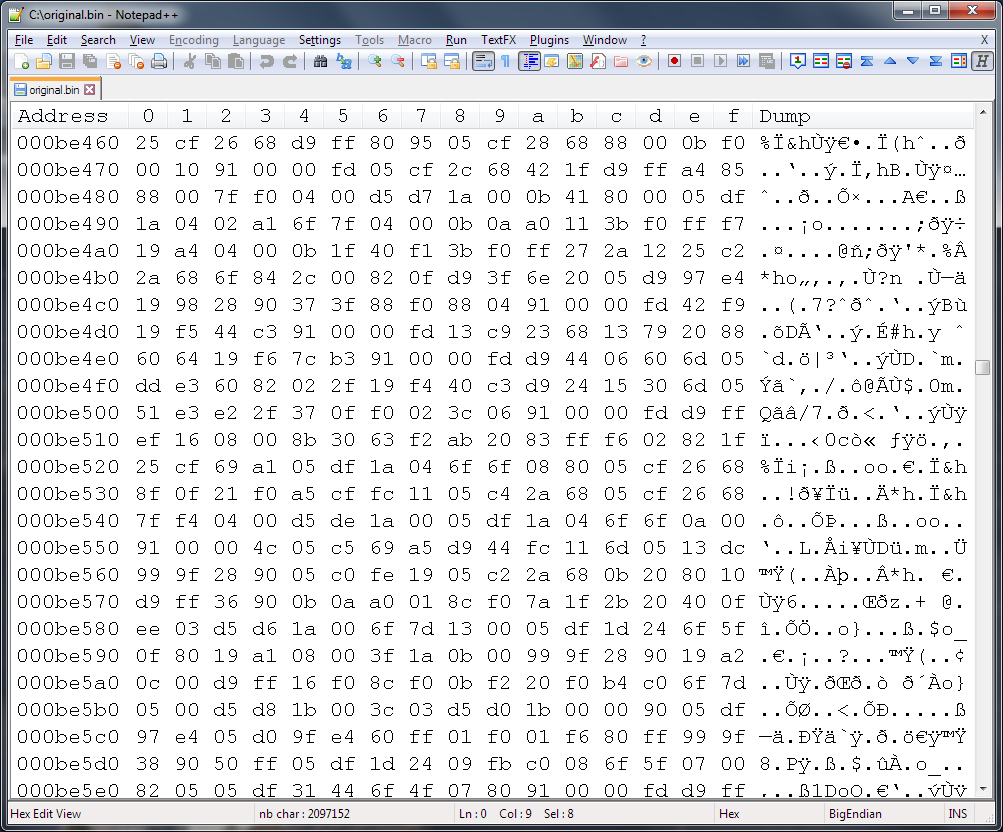 C:\original.bin - Notepad++
File Edit Search View Encoding Language Settings Tools Macro Run TextFX Plugins Window ? X
original.bin
Address 0 1 2 3 4 5 6 7 8 9 a b c d e f Dump
000be460 25 cf 26 68 d9 ff 80 95 05 cf 28 68 88 00 0b f0 %Ï&hÙÿ€•.Ï(hˆ..ð
000be470 00 10 91 00 00 fd 05 cf 2c 68 42 1f d9 ff a4 85 ..‘..ý.Ï,hB.Ùÿ¤…
000be480 88 00 7f f0 04 00 d5 d7 1a 00 0b 41 80 00 05 df ˆ..ð..Õ×...A€..ß
000be490 1a 04 02 a1 6f 7f 04 00 0b 0a a0 11 3b f0 ff f7 ...¡o.......;ðÿ÷
000be4a0 19 a4 04 00 0b 1f 40 f1 3b f0 ff 27 2a 12 25 c2 .¤....@ñ;ðÿ'*.%Â
000be4b0 2a 68 6f 84 2c 00 82 0f d9 3f 6e 20 05 d9 97 e4 *ho„,.‚.Ù?n .Ù—ä
000be4c0 19 98 28 90 37 3f 88 f0 88 04 91 00 00 fd 42 f9 ..(.7?ˆðˆ.‘..ýBù
000be4d0 19 f5 44 c3 91 00 00 fd 13 c9 23 68 13 79 20 88 .õDÃ‘..ý.É#h.y ˆ
000be4e0 60 64 19 f6 7c b3 91 00 00 fd d9 44 06 60 6d 05 `d.ö|³‘..ýÙD.`m.
000be4f0 dd e3 60 82 02 2f 19 f4 40 c3 d9 24 15 30 6d 05 Ýã`‚./.ô@ÃÙ$.0m.
000be500 51 e3 e2 2f 37 0f f0 02 3c 06 91 00 00 fd d9 ff Qãâ/7.ð.<.‘..ýÙÿ
000be510 ef 16 08 00 8b 30 63 f2 ab 20 83 ff f6 02 82 1f ï...‹0cò« ƒÿö.‚.
000be520 25 cf 69 a1 05 df 1a 04 6f 6f 08 80 05 cf 26 68 %Ïi¡.ß..oo.€.Ï&h
000be530 8f 0f 21 f0 a5 cf fc 11 05 c4 2a 68 05 cf 26 68 ..!ð¥Ïü..Ä*h.Ï&h
000be540 7f f4 04 00 d5 de 1a 00 05 df 1a 04 6f 6f 0a 00 .ô..ÕÞ...ß..oo..
000be550 91 00 00 4c 05 c5 69 a5 d9 44 fc 11 6d 05 13 dc ‘..L.Åi¥ÙDü.m..Ü
000be560 99 9f 28 90 05 c0 fe 19 05 c2 2a 68 0b 20 80 10 ™Ÿ(..Àþ..Â*h. €.
000be570 d9 ff 36 90 0b 0a a0 01 8c f0 7a 1f 2b 20 40 0f Ùÿ6.....Œðz.+ @.
000be580 ee 03 d5 d6 1a 00 6f 7d 13 00 05 df 1d 24 6f 5f î.ÕÖ..o}...ß.$o_
000be590 0f 80 19 a1 08 00 3f 1a 0b 00 99 9f 28 90 19 a2 .€.¡..?...™Ÿ(..¢
000be5a0 0c 00 d9 ff 16 f0 8c f0 0b f2 20 f0 b4 c0 6f 7d ..Ùÿ.ðŒð.ò ð´Ào}
000be5b0 05 00 d5 d8 1b 00 3c 03 d5 d0 1b 00 00 90 05 df ..ÕØ..<.ÕÐ.....ß
000be5c0 97 e4 05 d0 9f e4 60 ff 01 f0 01 f6 80 ff 99 9f —ä.ÐŸä`ÿ.ð.ö€ÿ™Ÿ
000be5d0 38 90 50 ff 05 df 1d 24 09 fb c0 08 6f 5f 07 00 8.Pÿ.ß.$.ûÀ.o_..
000be5e0 82 05 05 df 31 44 6f 4f 07 80 91 00 00 fd d9 ff ‚..ß1DoO.€‘..ýÙÿ
Hex Edit View nb char : 2097152 Ln : 0 Col : 9 Sel : 8 Hex BigEndian INS